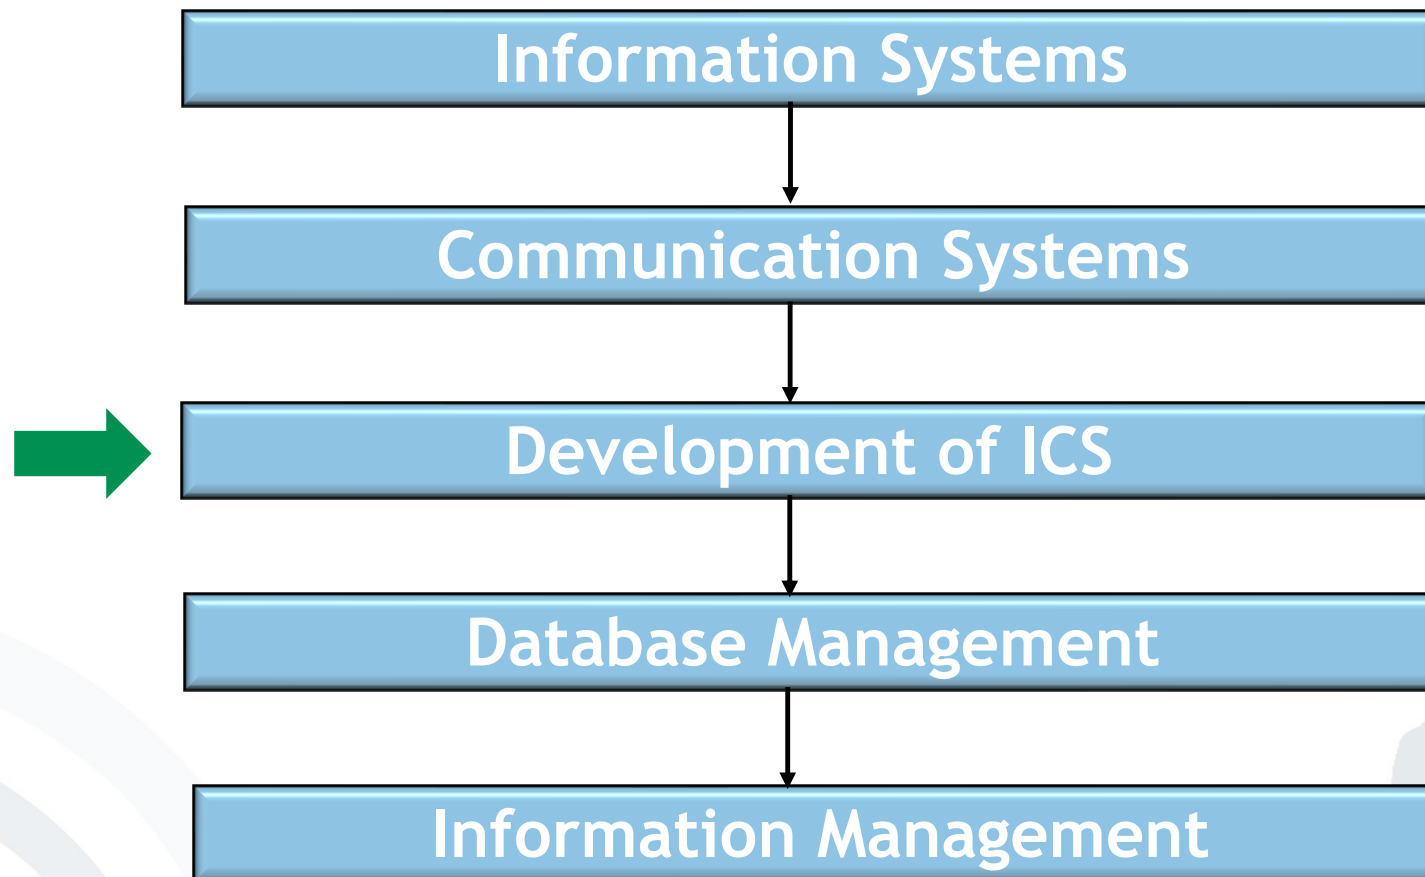 Information Systems
Communication Systems
Development of ICS
Database Management
Information Management